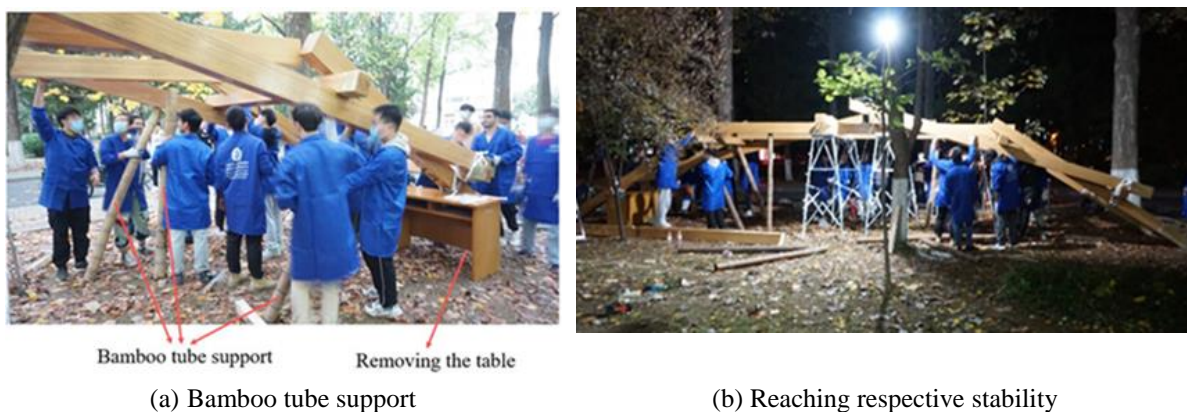 Bamboo tube support
Removing the table
(a) Bamboo tube support
(b) Reaching respective stability